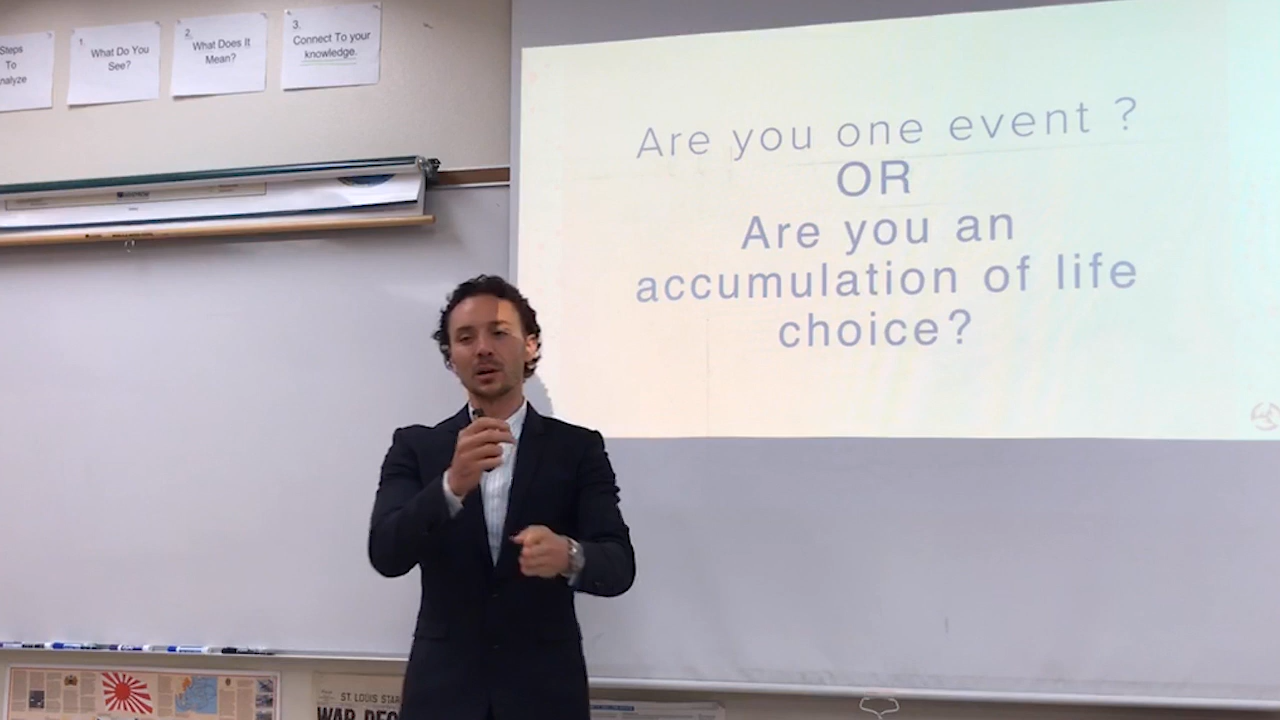 Steps
To
nalyze
1.
What Do You
See?
2.
What Does It
Mean?
3.
Connect To your
knowledge.
Are you one event ?
OR
Are you an
accumulation of life
choice?
ST. LOUIS STAR
WAR DEC